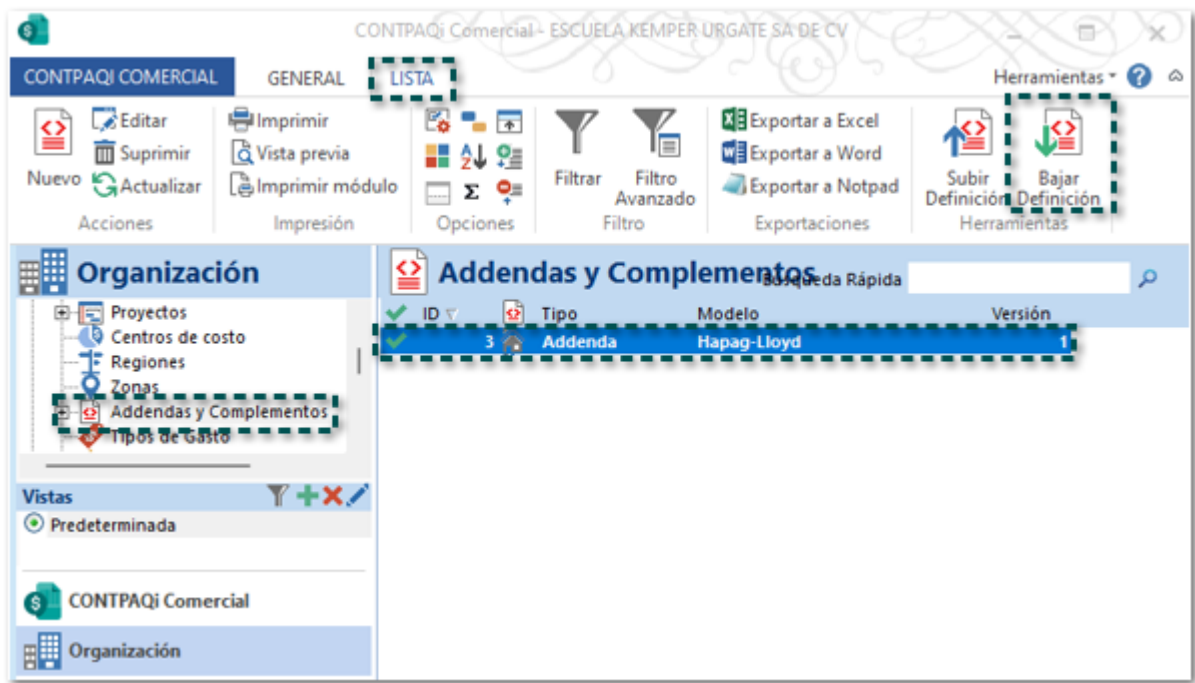 CONTPAQi Comercial - ESCUELA KEMPER URGATE SA DE CV
CONTPAQI COMERCIAL GENERAL LISTA Herramientas
Nuevo
Editar
Suprimir
Actualizar
Acciones
Imprimir
Vista previa
Imprimir módulo
Impresión
Opciones
Filtrar
Filtro
Avanzado
Filtro
Exportar a Excel
Exportar a Word
Exportar a Notpad
Exportaciones
Subir
Definición
Bajar
Definición
Herramientas
Organización
Proyectos
Centros de costo
Regiones
Zonas
Addendas y Complementos
Tipos de Gasto
Vistas
Predeterminada
CONTPAQi Comercial
Organización
Addendas y Complementos
Búsqueda Rápida
ID Tipo Modelo Versión
3 Addenda Hapag-Lloyd 1